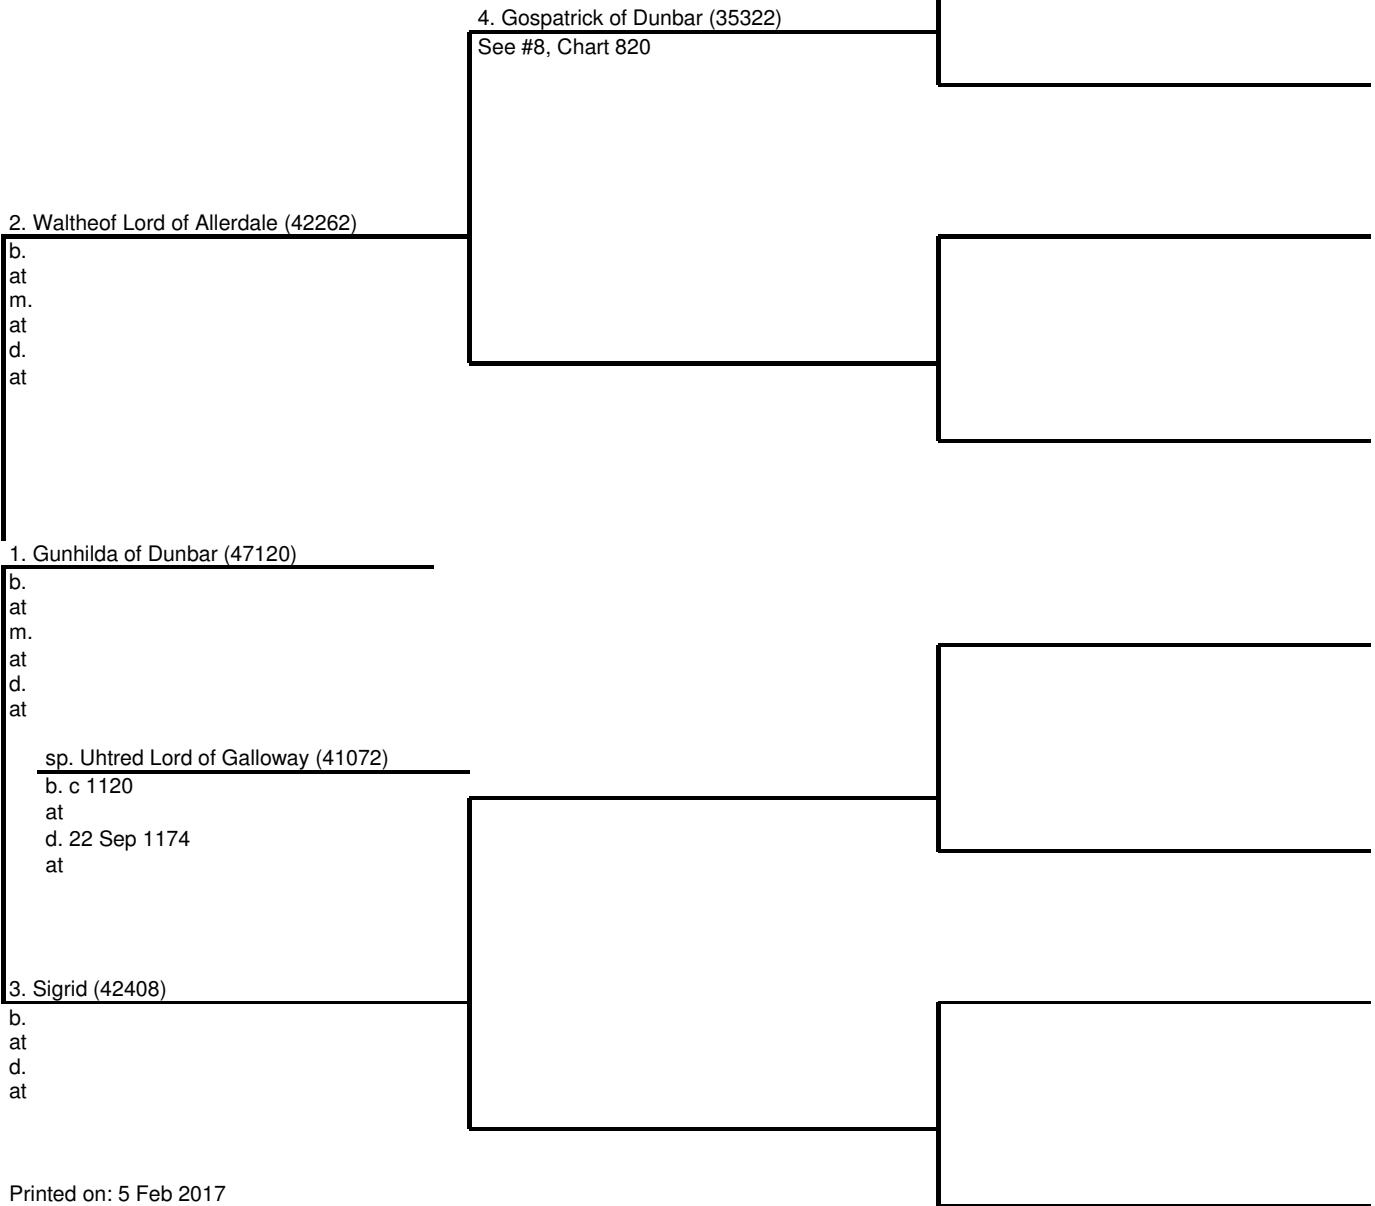 4. Gospatrick of Dunbar (35322)
See #8, Chart 820
2. Waltheof Lord of Allerdale (42262)
b.
at
m.
at
d.
at
1. Gunhilda of Dunbar (47120)
b.
at
m.
at
d.
at
sp. Uhtred Lord of Galloway (41072)
b. c 1120
at
d. 22 Sep 1174
at
3. Sigrid (42408)
b.
at
d.
at
Printed on: 5 Feb 2017